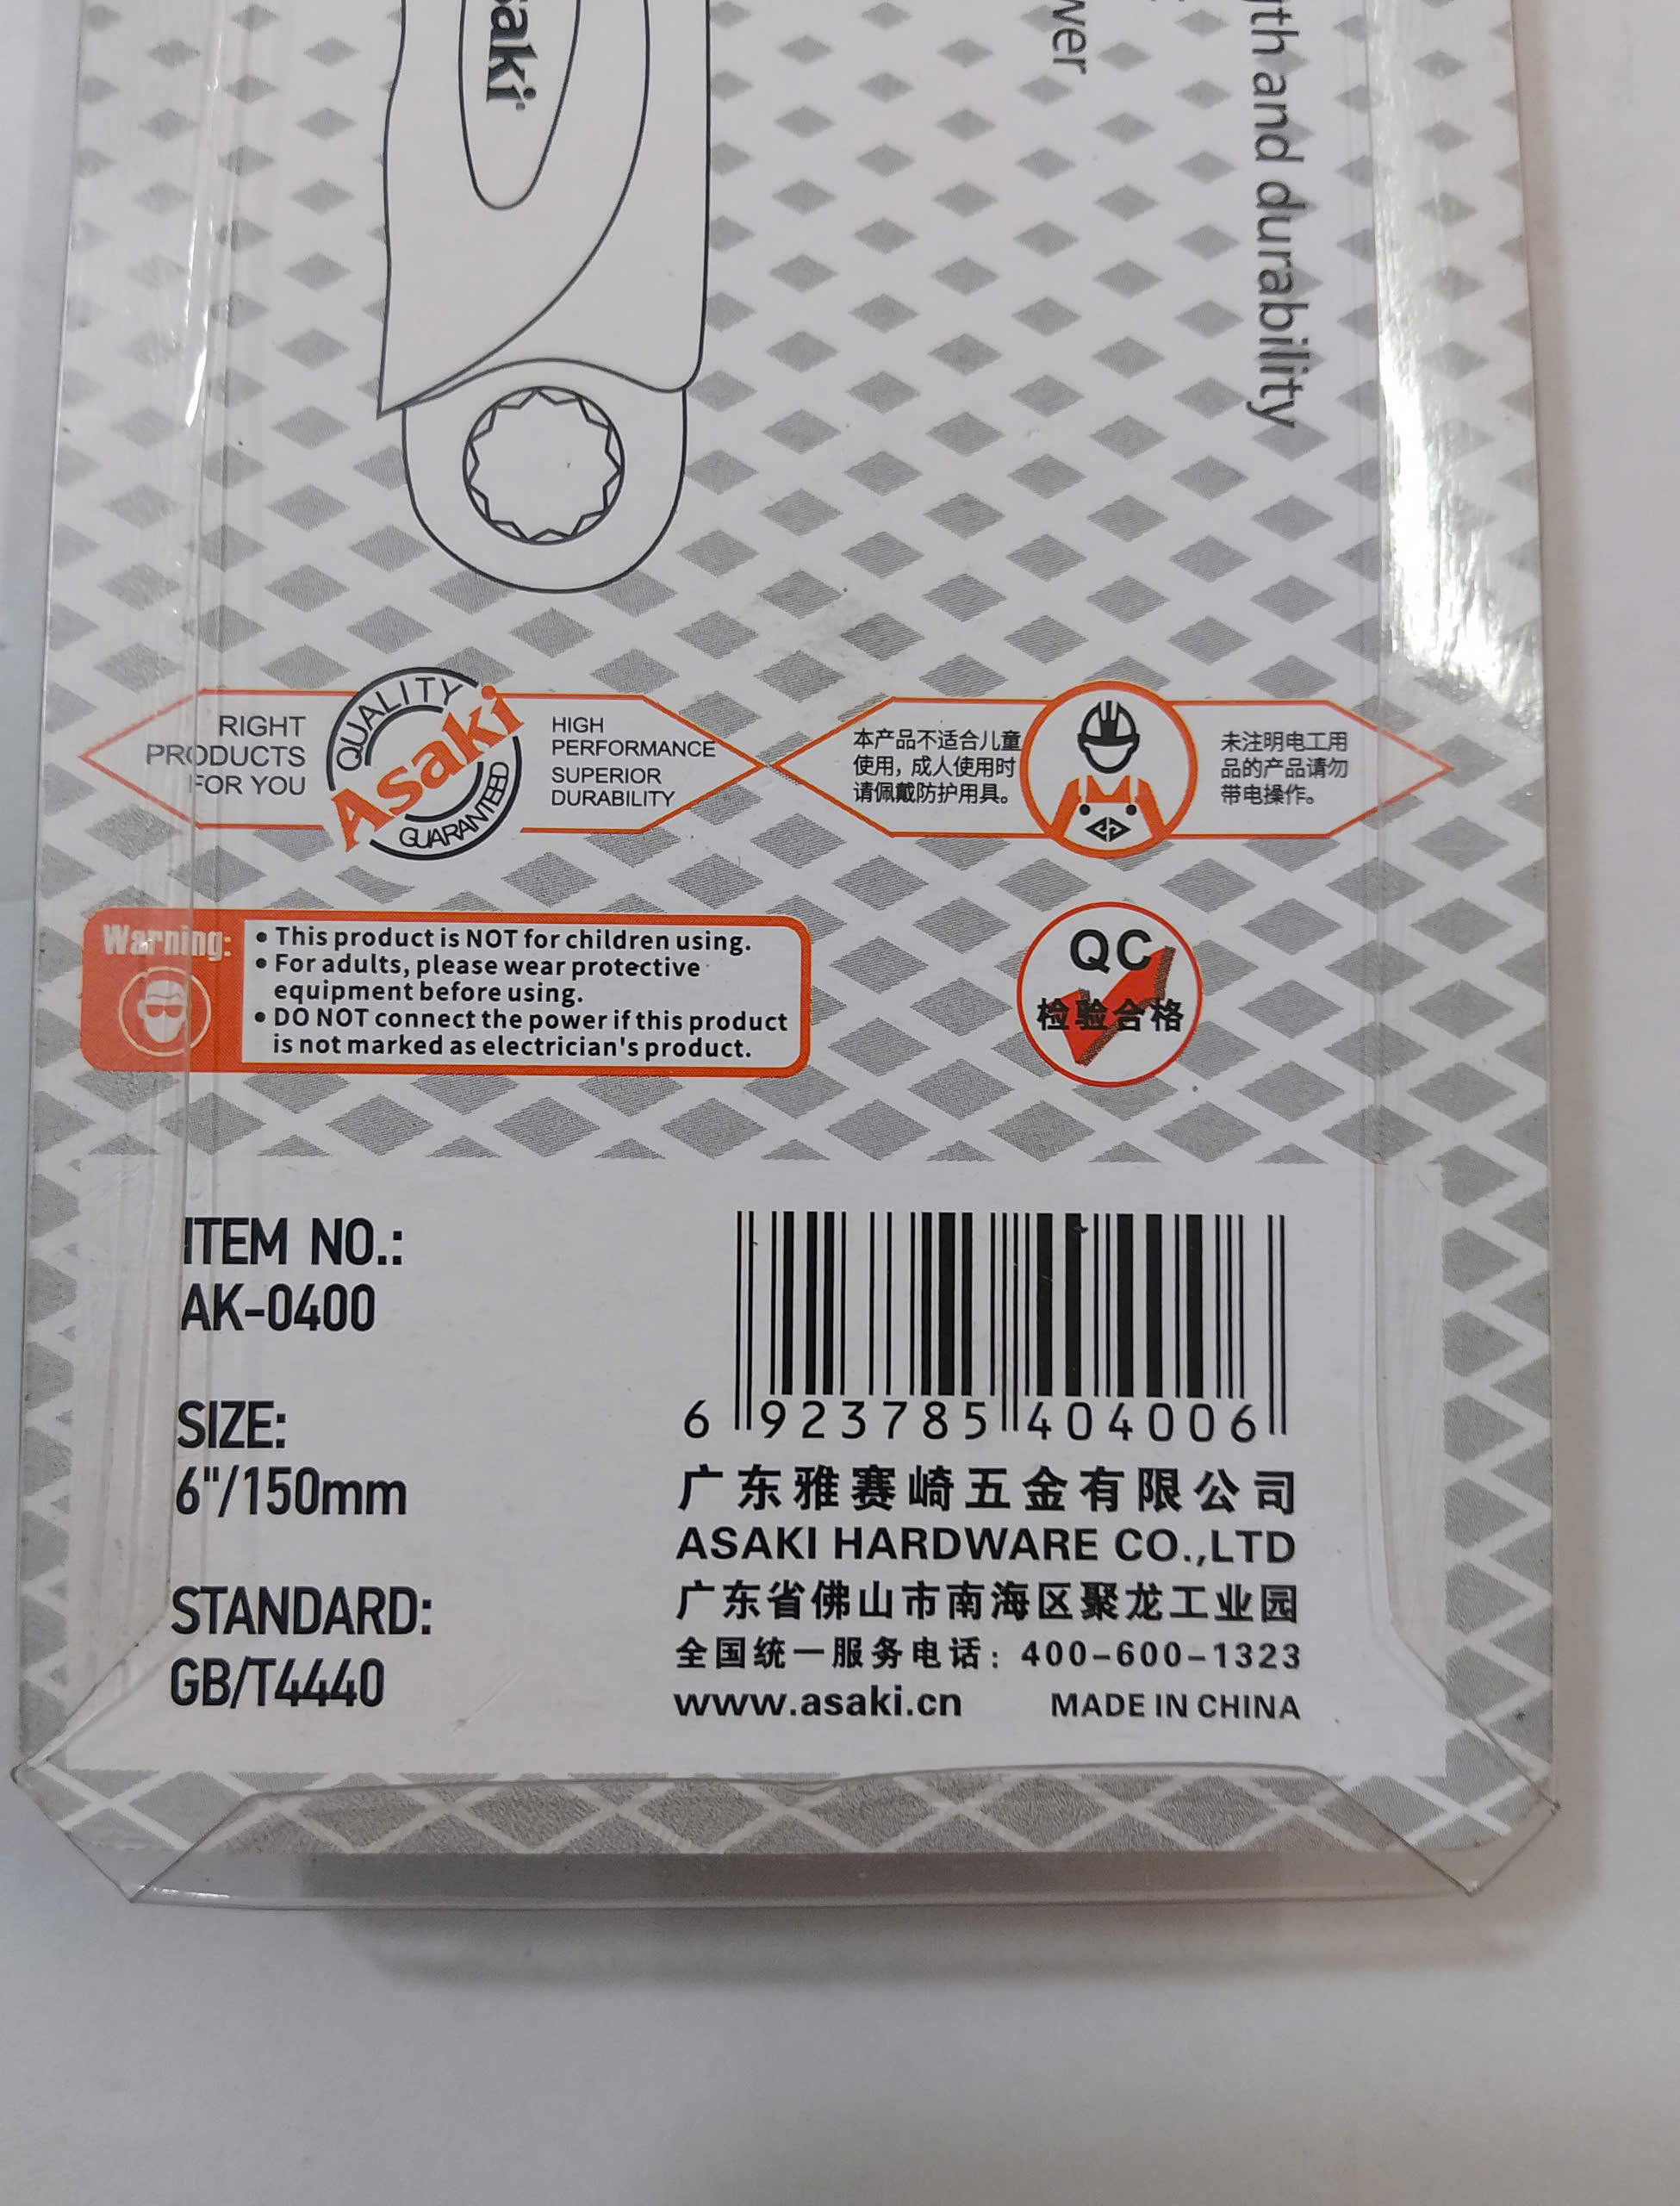 and durability
RIGHT
PRODUCTS
FOR YOU
QUALITY
Asaki
GUARANTEED
HIGH
PERFORMANCE
SUPERIOR
DURABILITY
本产品不适合儿童
使用，成人使用时
请佩戴防护用具。
未注明电工用
品的产品请勿
带电操作。
Warning:
• This product is NOT for children using.
• For adults, please wear protective
equipment before using.
• DO NOT connect the power if this product
is not marked as electrician's product.
QC
检验合格
ITEM NO.:
AK-0400
SIZE:
6"/150mm
STANDARD:
GB/T4440
6 923785 404006
广东雅赛崎五金有限公司
ASAKI HARDWARE CO.,LTD
广东省佛山市南海区聚龙工业园
全国统一服务电话：400-600-1323
www.asaki.cn MADE IN CHINA